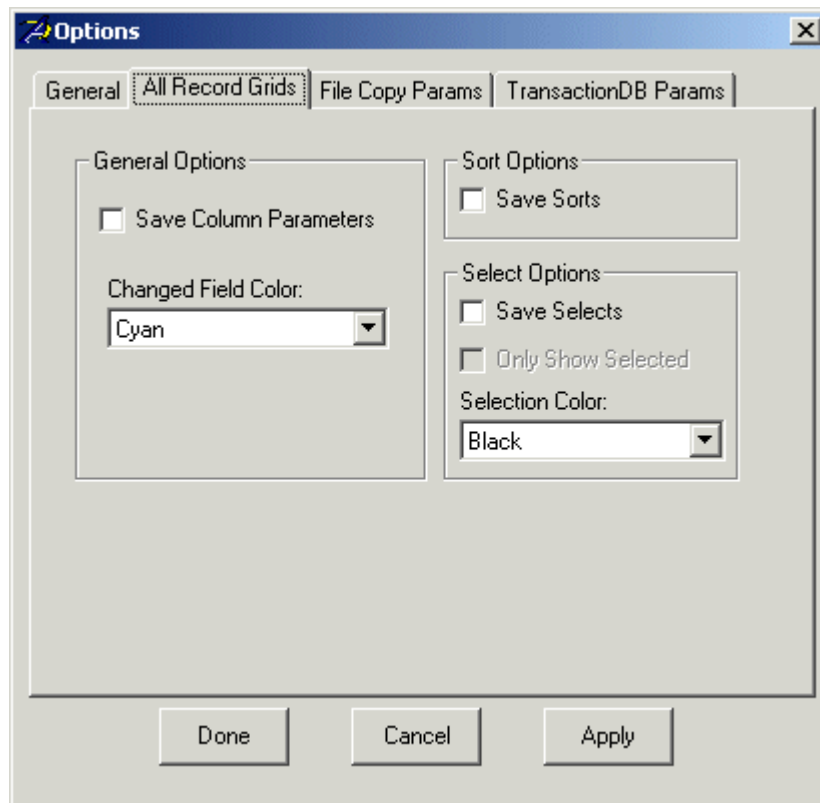 Options
General
All Record Grids
File Copy Params
TransactionDB Params
General Options
Save Column Parameters
Changed Field Color:
Cyan
Sort Options
Save Sorts
Select Options
Save Selects
Only Show Selected
Selection Color:
Black
Done
Cancel
Apply